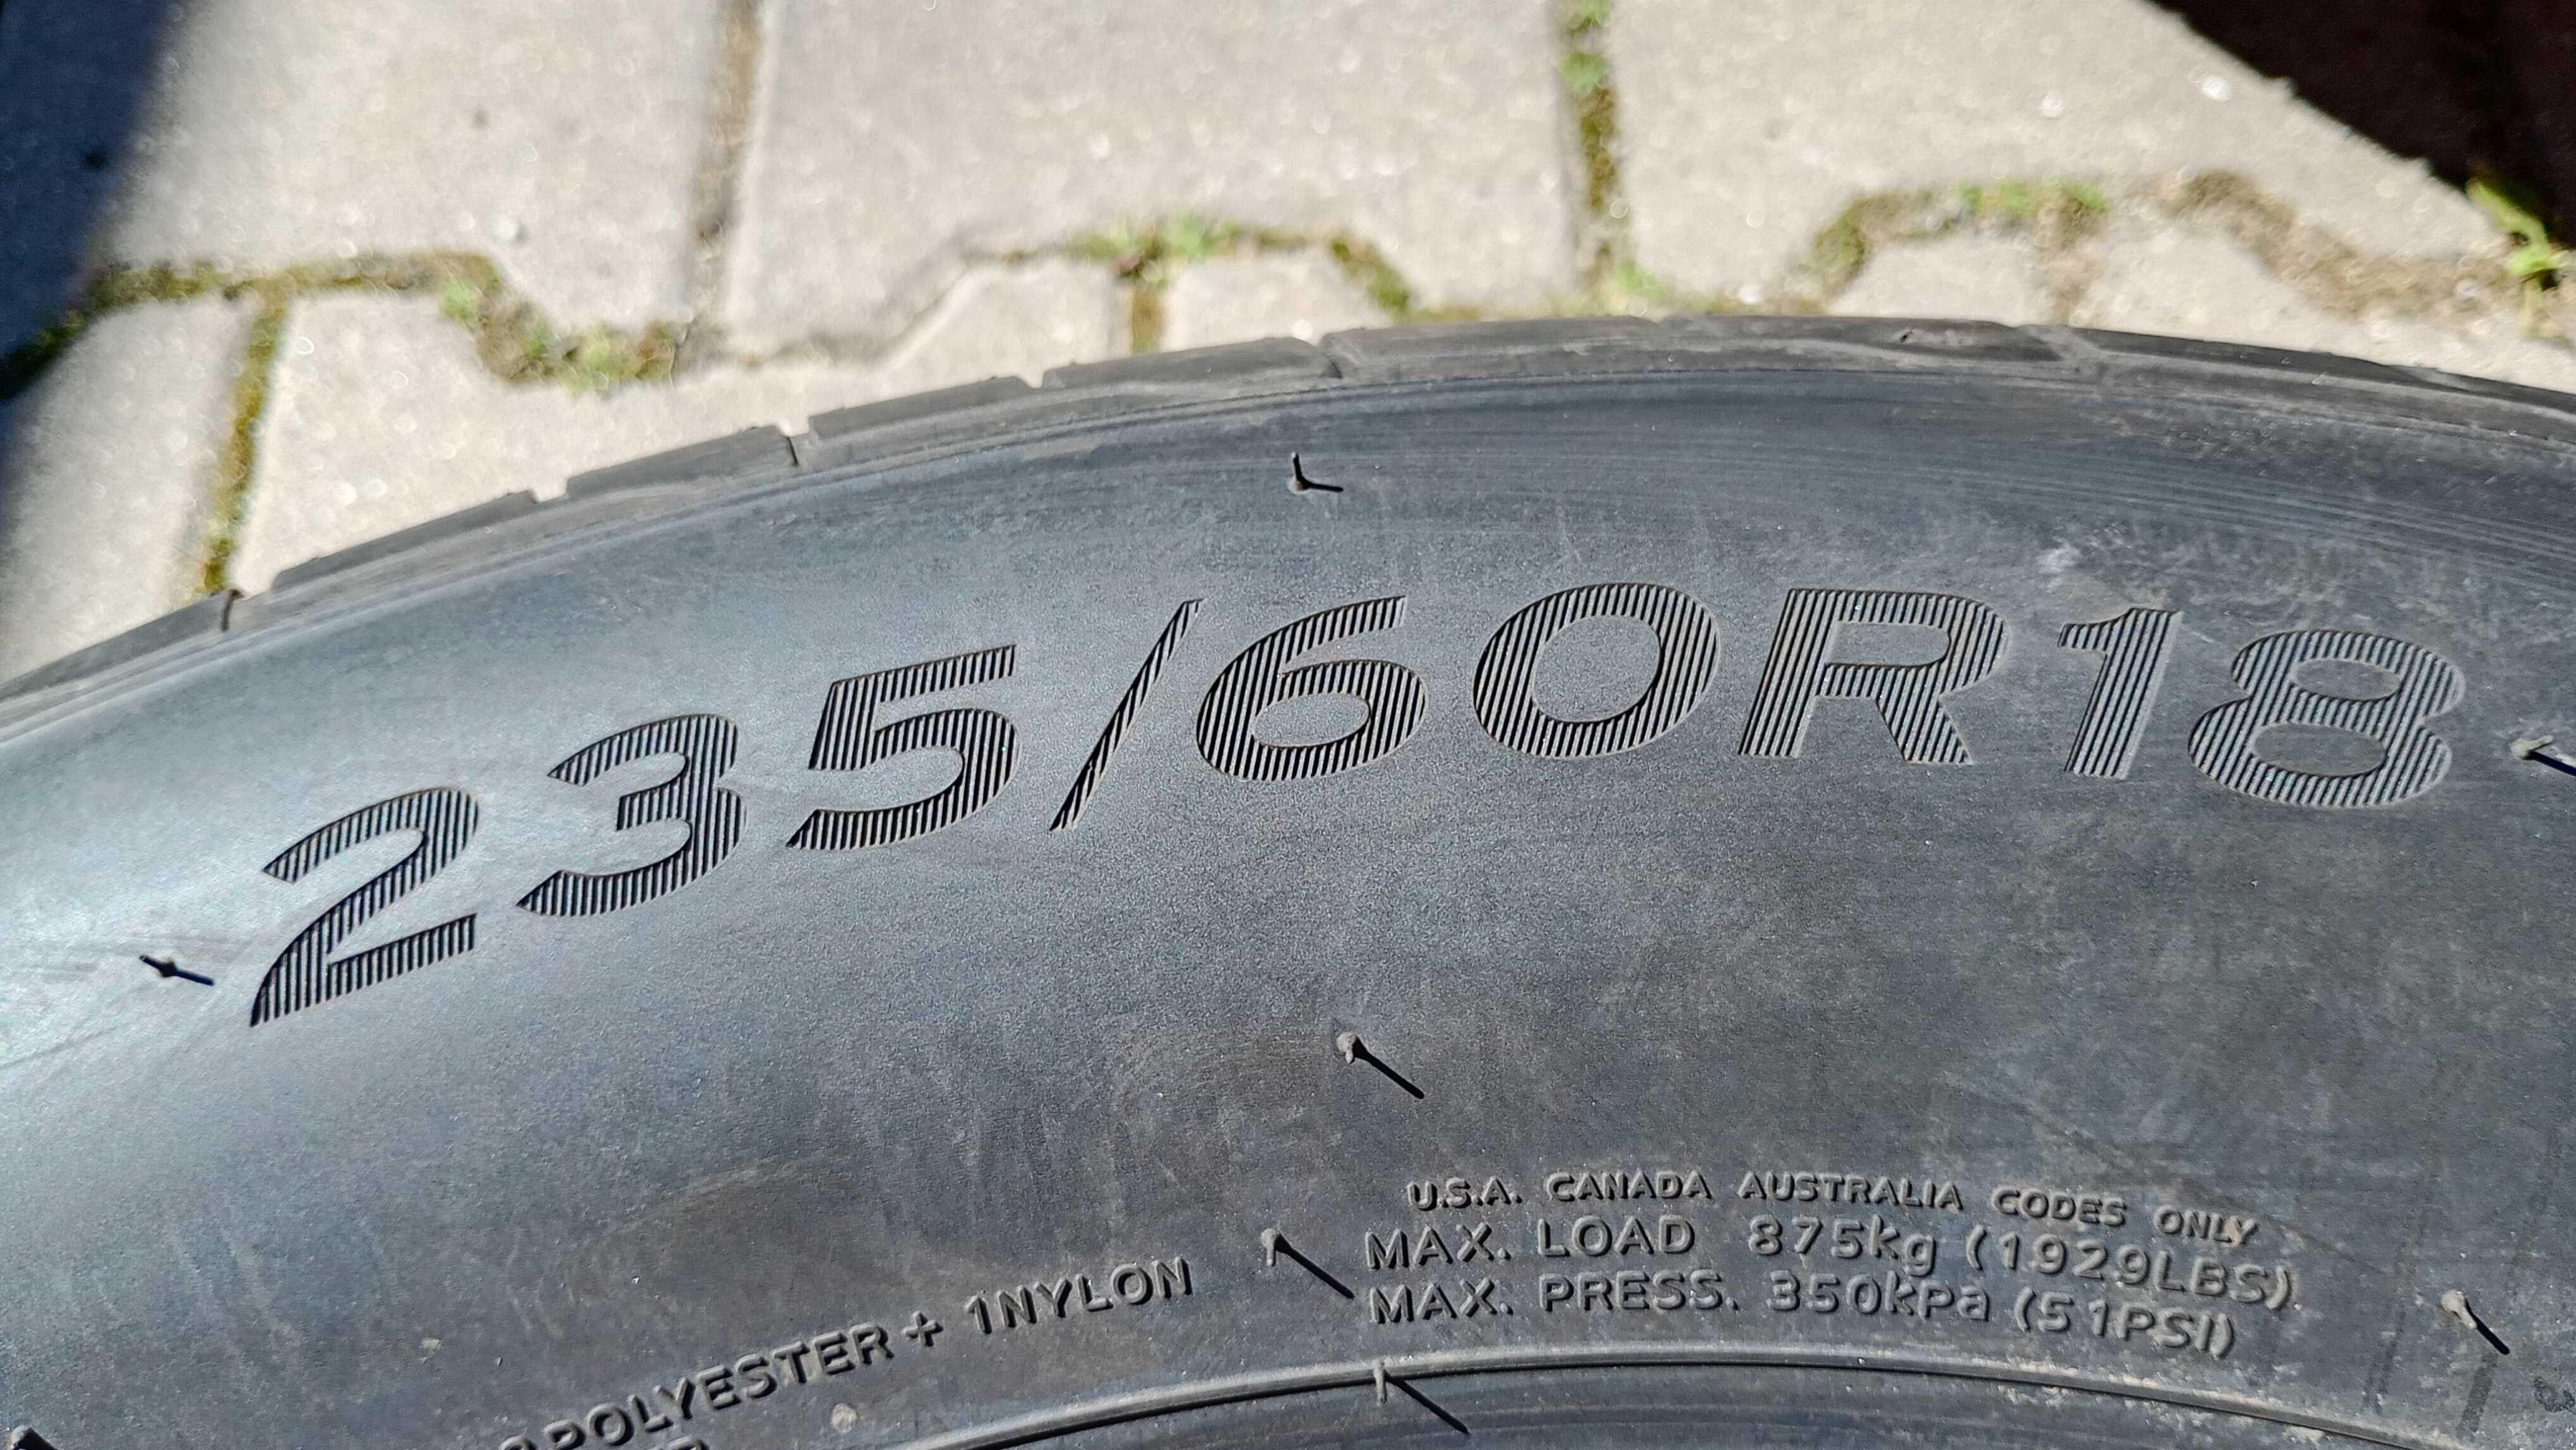 235/60R18
U.S.A. CANADA AUSTRALIA CODES ONLY
MAX. LOAD 875kg (1929LBS)
MAX. PRESS. 350kPa (51PSI)
POLYESTER + 1NYLON